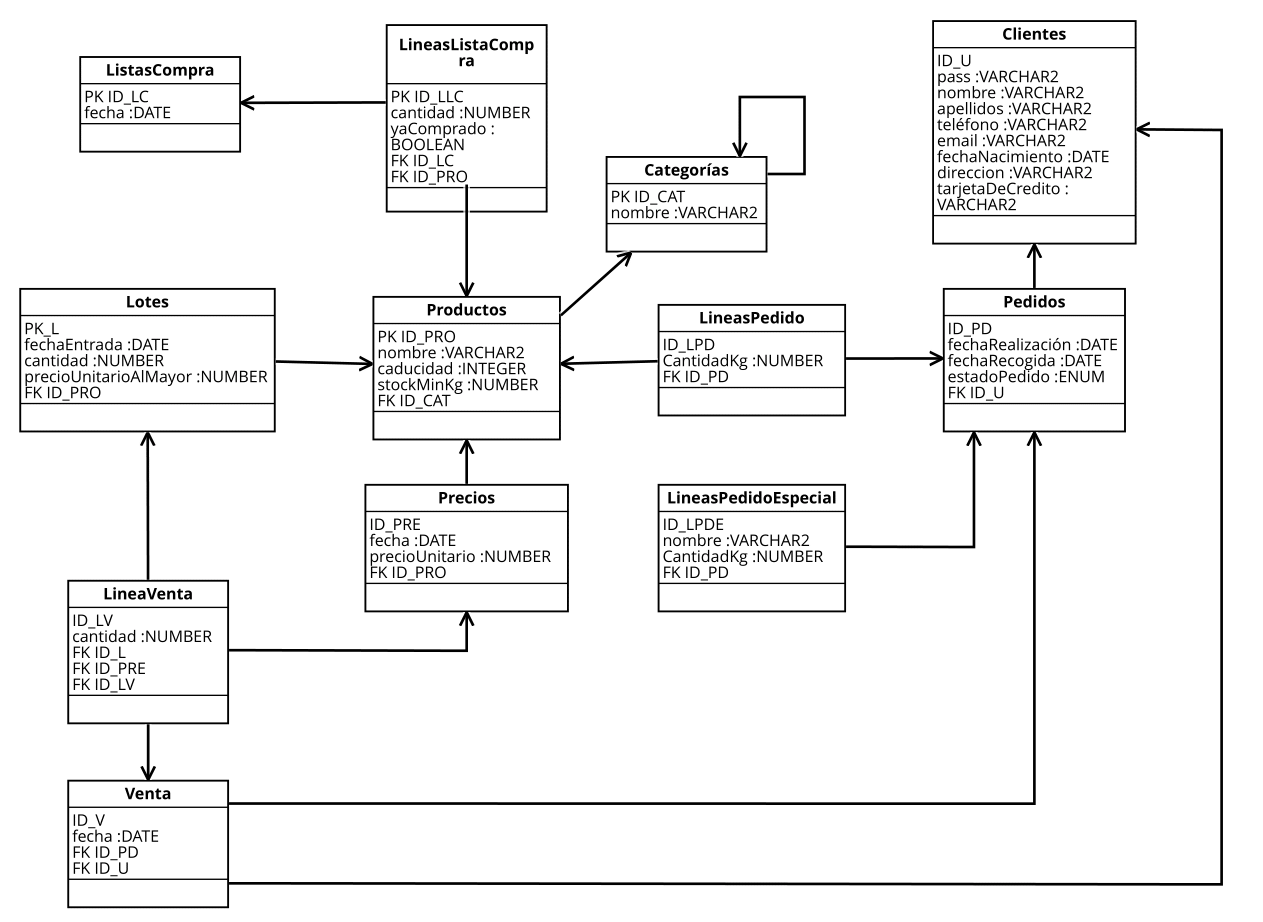 ListasCompra
PK ID_LC
fecha :DATE
LineasListaComp
ra
PK ID_LLC
cantidad :NUMBER
yaComprado :
BOOLEAN
FK ID_LC
FK ID_PRO
Categorías
PK ID_CAT
nombre :VARCHAR2
Clientes
ID_U
pass :VARCHAR2
nombre :VARCHAR2
apellidos :VARCHAR2
teléfono :VARCHAR2
email :VARCHAR2
fechaNacimiento :DATE
direccion :VARCHAR2
tarjetaDeCredito :
VARCHAR2
Lotes
PK_L
fechaEntrada :DATE
cantidad :NUMBER
precioUnitarioAlMayor :NUMBER
FK ID_PRO
Productos
PK ID_PRO
nombre :VARCHAR2
caducidad :INTEGER
stockMinKg :NUMBER
FK ID_CAT
LineasPedido
ID_LPD
CantidadKg :NUMBER
FK ID_PD
Pedidos
ID_PD
fechaRealización :DATE
fechaRecogida :DATE
estadoPedido :ENUM
FK ID_U
Precios
ID_PRE
fecha :DATE
precioUnitario :NUMBER
FK ID_PRO
LineasPedidoEspecial
ID_LPDE
nombre :VARCHAR2
CantidadKg :NUMBER
FK ID_PD
LineaVenta
ID_LV
cantidad :NUMBER
FK ID_L
FK ID_PRE
FK ID_LV
Venta
ID_V
fecha :DATE
FK ID_PD
FK ID_U